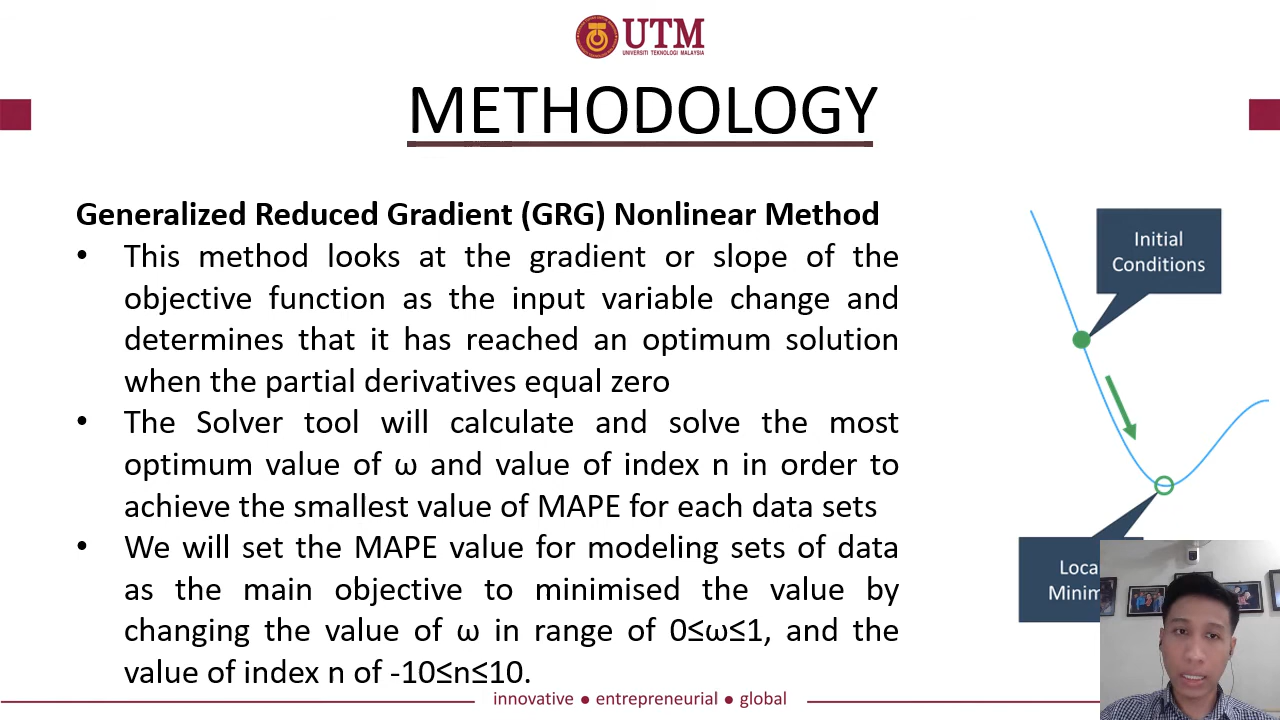 UTM
UNIVERSITI TEKNOLOGI MALAYSIA
METHODOLOGY
Generalized Reduced Gradient (GRG) Nonlinear Method
• This method looks at the gradient or slope of the
objective function as the input variable change and
determines that it has reached an optimum solution
when the partial derivatives equal zero
• The Solver tool will calculate and solve the most
optimum value of ω and value of index n in order to
achieve the smallest value of MAPE for each data sets
• We will set the MAPE value for modeling sets of data
as the main objective to minimised the value by
changing the value of ω in range of 0≤ω≤1, and the
value of index n of -10≤n≤10.
Initial
Conditions
innovative ● entrepreneurial ● global